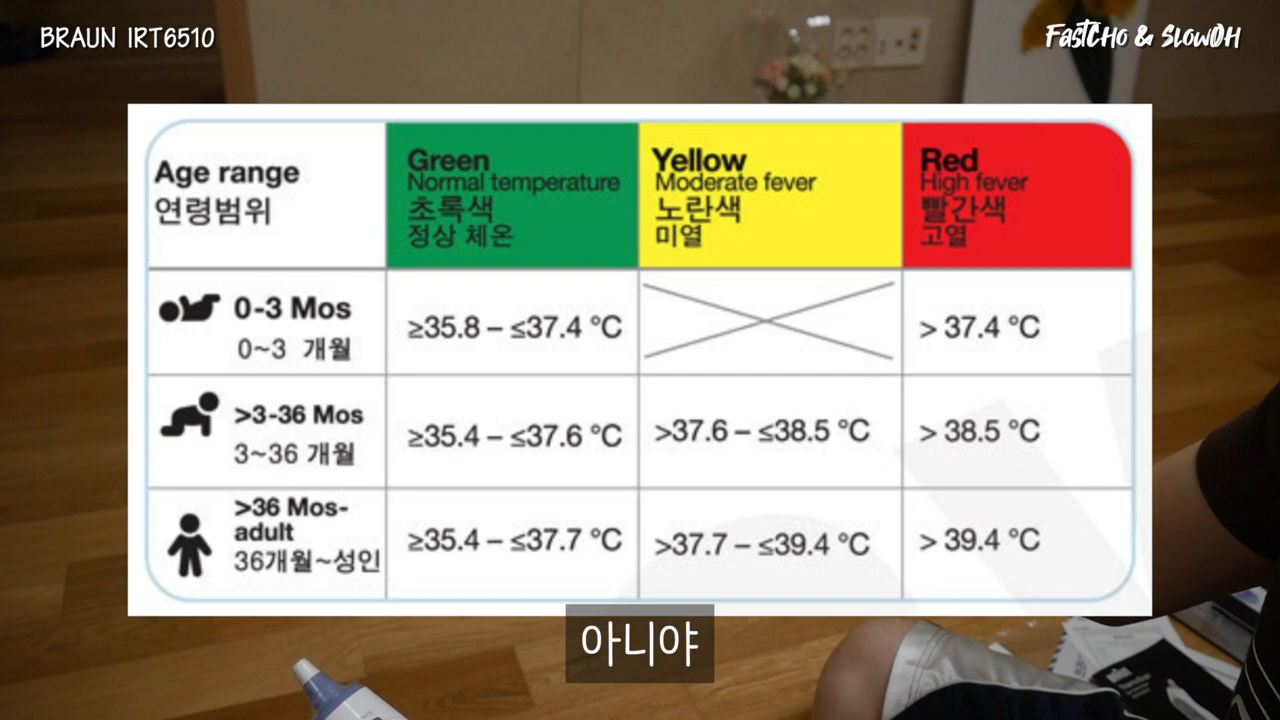 BRAUN IRT6510
FastCho & SlowOH
Age range
연령범위
Green
Normal temperature
초록색
정상 체온
Yellow
Moderate fever
노란색
미열
Red
High fever
빨간색
고열
0-3 Mos
0~3 개월
≥35.8 – ≤37.4 °C
> 37.4 °C
>3-36 Mos
3~36 개월
≥35.4 – ≤37.6 °C
>37.6 – ≤38.5 °C
> 38.5 °C
>36 Mos-
adult
36개월~성인
≥35.4 – ≤37.7 °C
>37.7 – ≤39.4 °C
> 39.4 °C
아니야